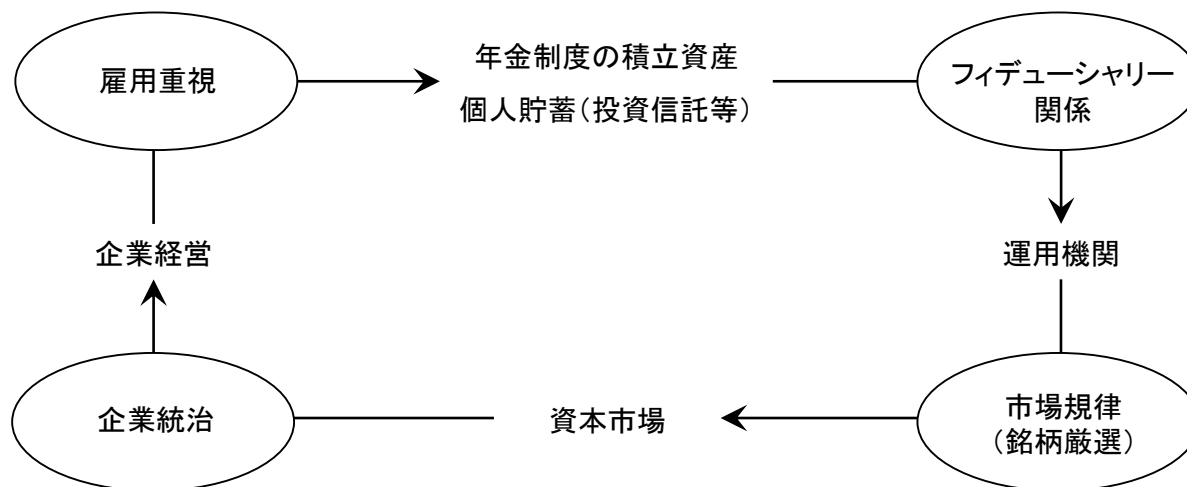 雇用重視
年金制度の積立資産
個人貯蓄（投資信託等）
フィデューシャリー
関係
企業経営
運用機関
企業統治
資本市場
市場規律
（銘柄厳選）